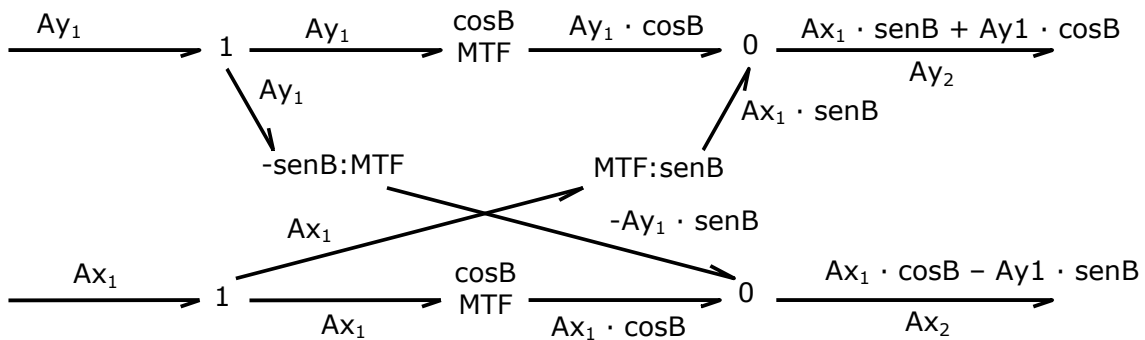 Ay₁
1
Ay₁
cosB
MTF
Ay₁ · cosB
0
Ax₁ · senB + Ay1 · cosB
Ay₂
Ay₁
Ax₁ · senB
-senB:MTF
MTF:senB
Ax₁
-Ay₁ · senB
Ax₁
1
Ax₁
cosB
MTF
Ax₁ · cosB
0
Ax₁ · cosB – Ay1 · senB
Ax₂